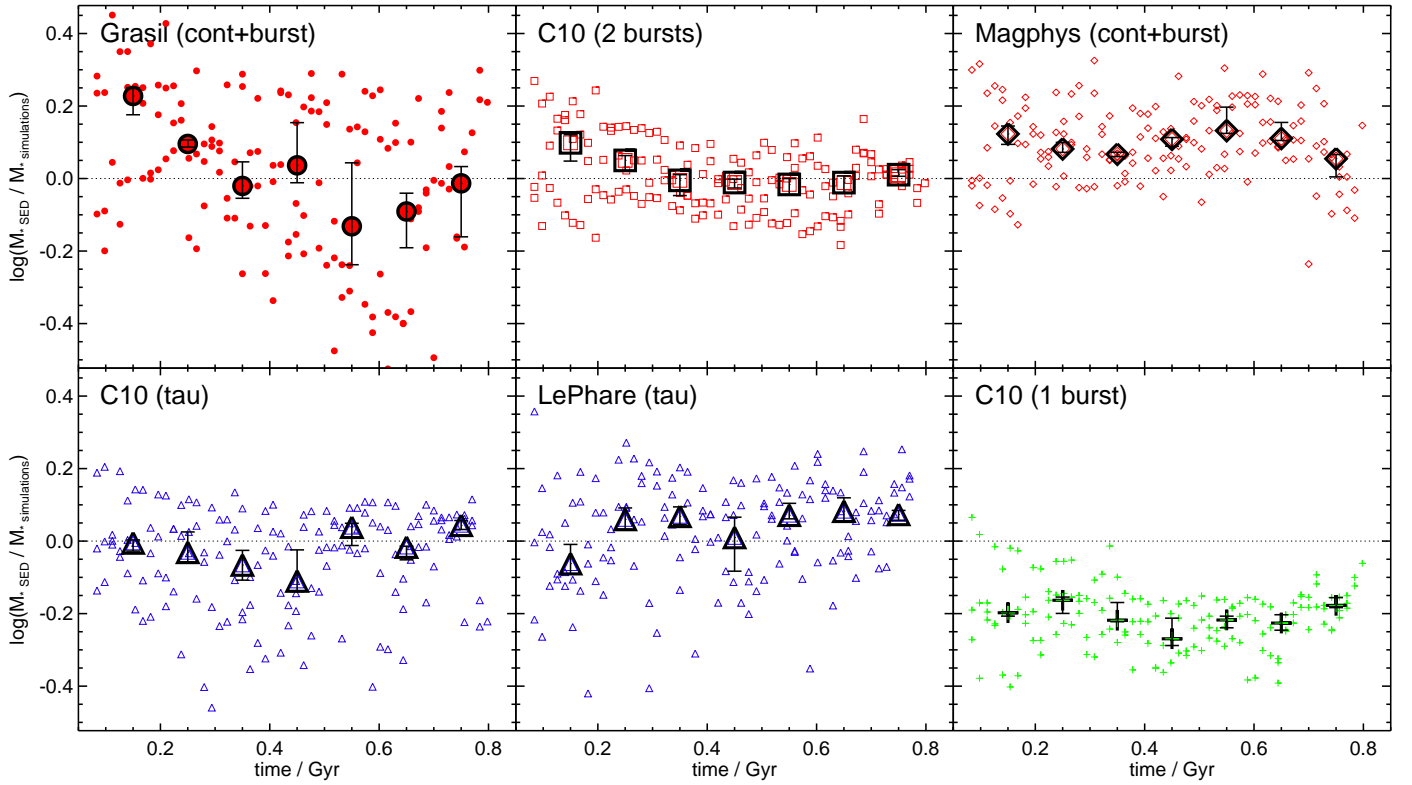 Grasil (cont+burst)
C10 (2 bursts)
Magphys (cont+burst)
0.4
0.2
0.0
-0.2
-0.4
log(M* SED / M* simulations)
C10 (tau)
LePhare (tau)
C10 (1 burst)
0.4
0.2
0.0
-0.2
-0.4
log(M* SED / M* simulations)
0.2 0.4 0.6 0.8 0.2 0.4 0.6 0.8 0.2 0.4 0.6 0.8
time / Gyr time / Gyr time / Gyr